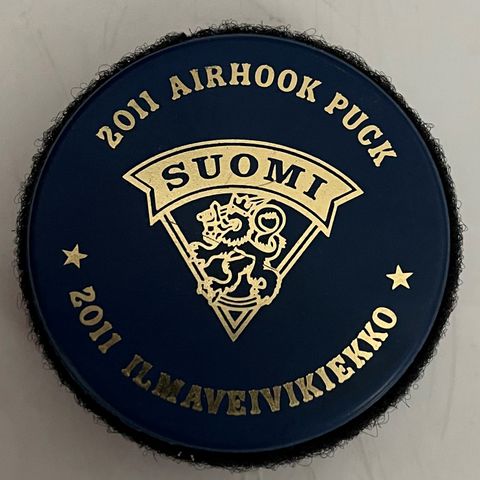 2011 AIRHOOK PUCK
SUOMI
2011 ILMAVEIVIKIEKKO